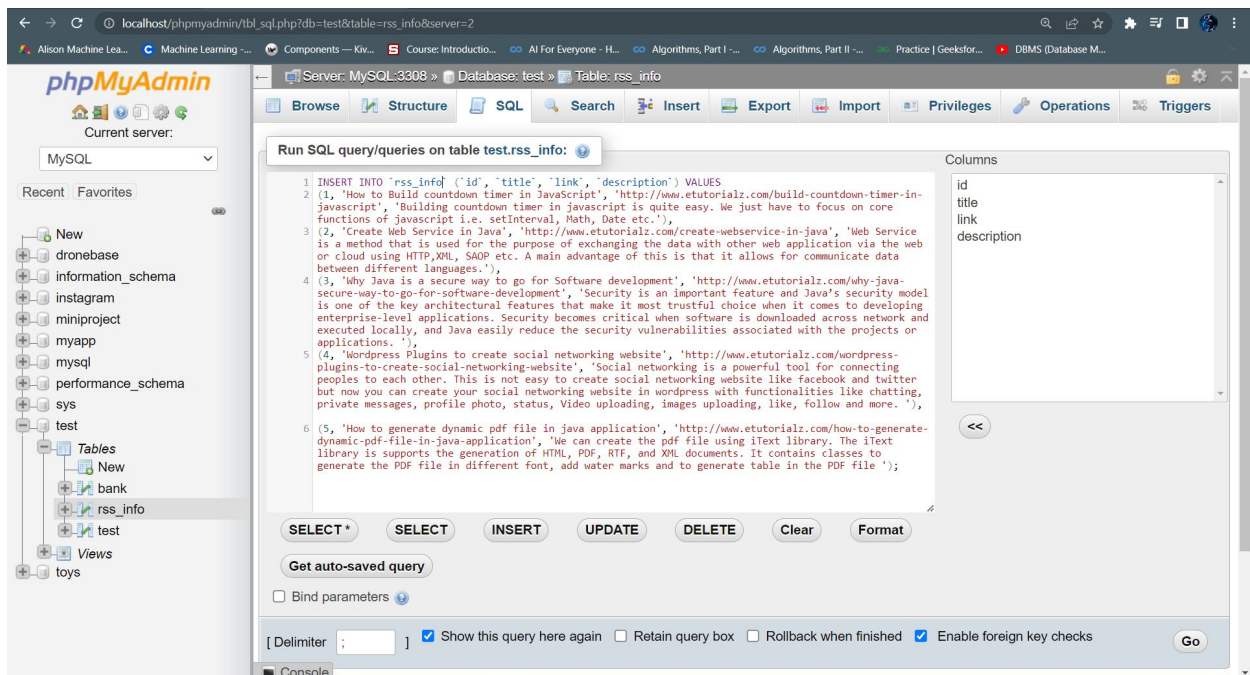 localhost/phpmyadmin/tbl_sql.php?db=test&table=rss_info&server=2
Alison Machine Lea... Machine Learning -... Components — Kiv... Course: Introductio... AI For Everyone - H... Algorithms, Part I -... Algorithms, Part II -... Practice | Geeksfor... DBMS (Database M...
phpMyAdmin
Current server:
MySQL
Recent Favorites
New
dronebase
information_schema
instagram
miniproject
myapp
mysql
performance_schema
sys
test
Tables
New
bank
rss_info
test
Views
toys
Server: MySQL:3308 » Database: test » Table: rss_info
Browse Structure SQL Search Insert Export Import Privileges Operations Triggers
Run SQL query/queries on table test.rss_info:
1 INSERT INTO `rss_info` (`id`, `title`, `link`, `description`) VALUES
2 (1, 'How to Build countdown timer in JavaScript', 'http://www.etutorialz.com/build-countdown-timer-in-
javascript', 'Building countdown timer in javascript is quite easy. We just have to focus on core
functions of javascript i.e. setInterval, Math, Date etc.'),
3 (2, 'Create Web Service in Java', 'http://www.etutorialz.com/create-webservice-in-java', 'Web Service
is a method that is used for the purpose of exchanging the data with other web application via the web
or cloud using HTTP,XML, SAOP etc. A main advantage of this is that it allows for communicate data
between different languages.'),
4 (3, 'Why Java is a secure way to go for Software development', 'http://www.etutorialz.com/why-java-
secure-way-to-go-for-software-development', 'Security is an important feature and Java’s security model
is one of the key architectural features that make it most trustful choice when it comes to developing
enterprise-level applications. Security becomes critical when software is downloaded across network and
executed locally, and Java easily reduce the security vulnerabilities associated with the projects or
applications. '),
5 (4, 'Wordpress Plugins to create social networking website', 'http://www.etutorialz.com/wordpress-
plugins-to-create-social-networking-website', 'Social networking is a powerful tool for connecting
peoples to each other. This is not easy to create social networking website like facebook and twitter
but now you can create your social networking website in wordpress with functionalities like chatting,
private messages, profile photo, status, Video uploading, images uploading, like, follow and more. '),
6 (5, 'How to generate dynamic pdf file in java application', 'http://www.etutorialz.com/how-to-generate-
dynamic-pdf-file-in-java-application', 'We can create the pdf file using iText library. The iText
library is supports the generation of HTML, PDF, RTF, and XML documents. It contains classes to
generate the PDF file in different font, add water marks and to generate table in the PDF file ');
Columns
id
title
link
description
<<
SELECT * SELECT INSERT UPDATE DELETE Clear Format
Get auto-saved query
Bind parameters
[ Delimiter ; ] Show this query here again Retain query box Rollback when finished Enable foreign key checks Go
Console